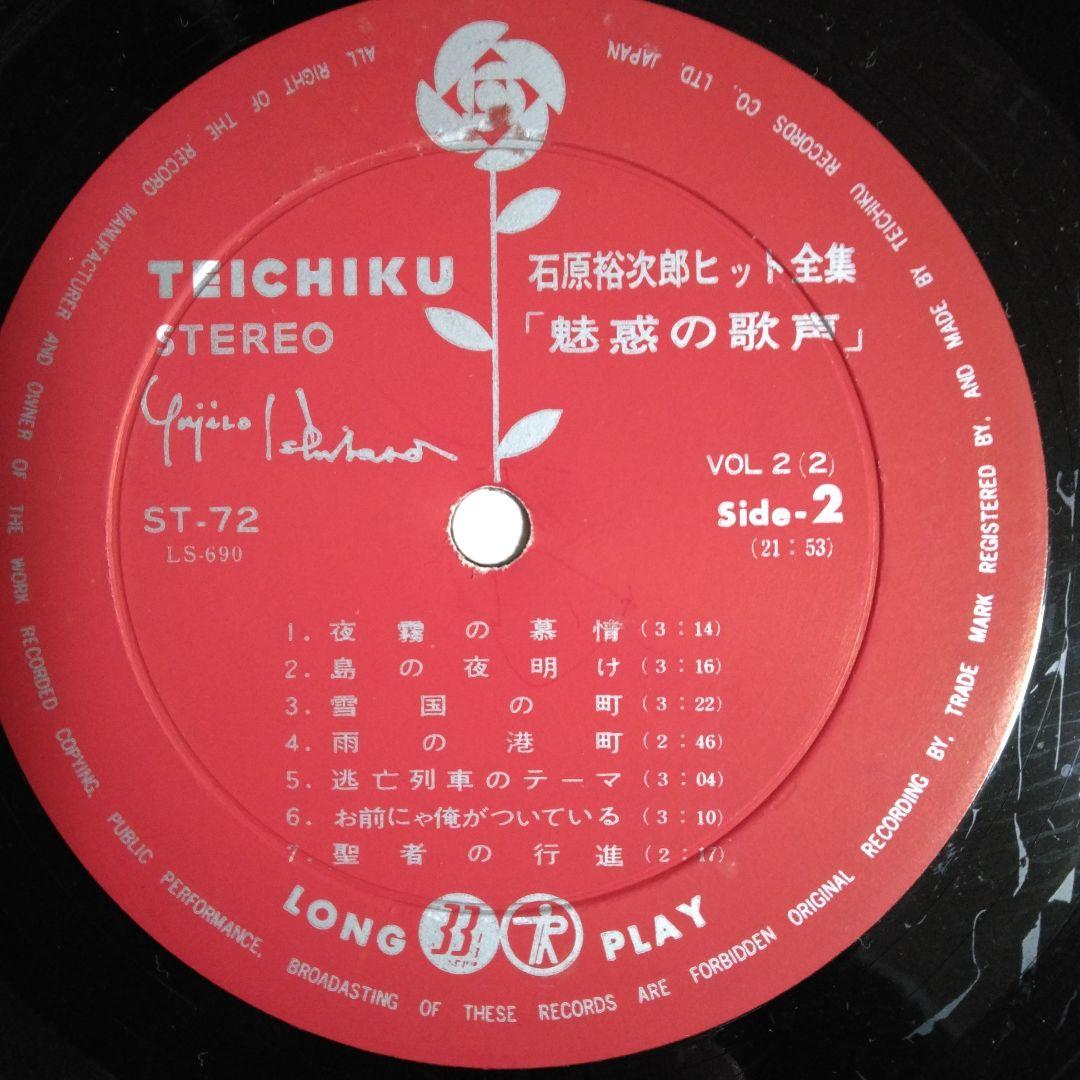 TEICHIKU
STEREO
Yujiro Ishihara
ST-72
LS-690
石原裕次郎ヒット全集
「魅惑の歌声」
VOL 2 (2)
Side-2
(21:53)
1. 夜霧の慕情 (3:14)
2. 島の夜明け (3:16)
3. 雪国の町 (3:22)
4. 雨の港町 (2:46)
5. 逃亡列車のテーマ (3:04)
6. お前にゃ俺がついている (3:10)
7. 聖者の行進 (2:17)
LONG 33⅓ PLAY
ALL RIGHT OF THE RECORD MANUFACTURER AND OWNER OF THE WORK RECORDED COPYING, PUBLIC PERFORMANCE, BROADASTING OF THESE RECORDS ARE FORBIDDEN ORIGINAL RECORDING BY, TRADE MARK REGISTERED BY, AND MADE BY TEICHIKU RECORDS CO., LTD. JAPAN